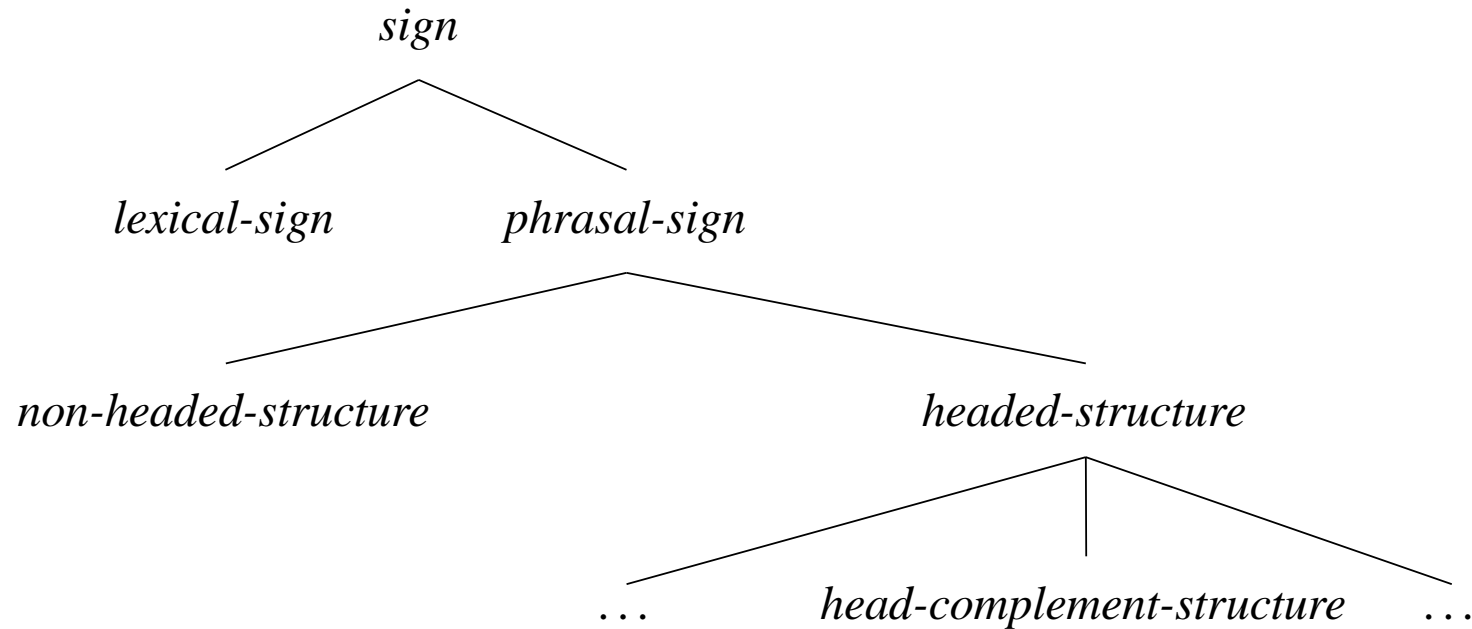 sign
lexical-sign phrasal-sign
non-headed-structure headed-structure
... head-complement-structure ...